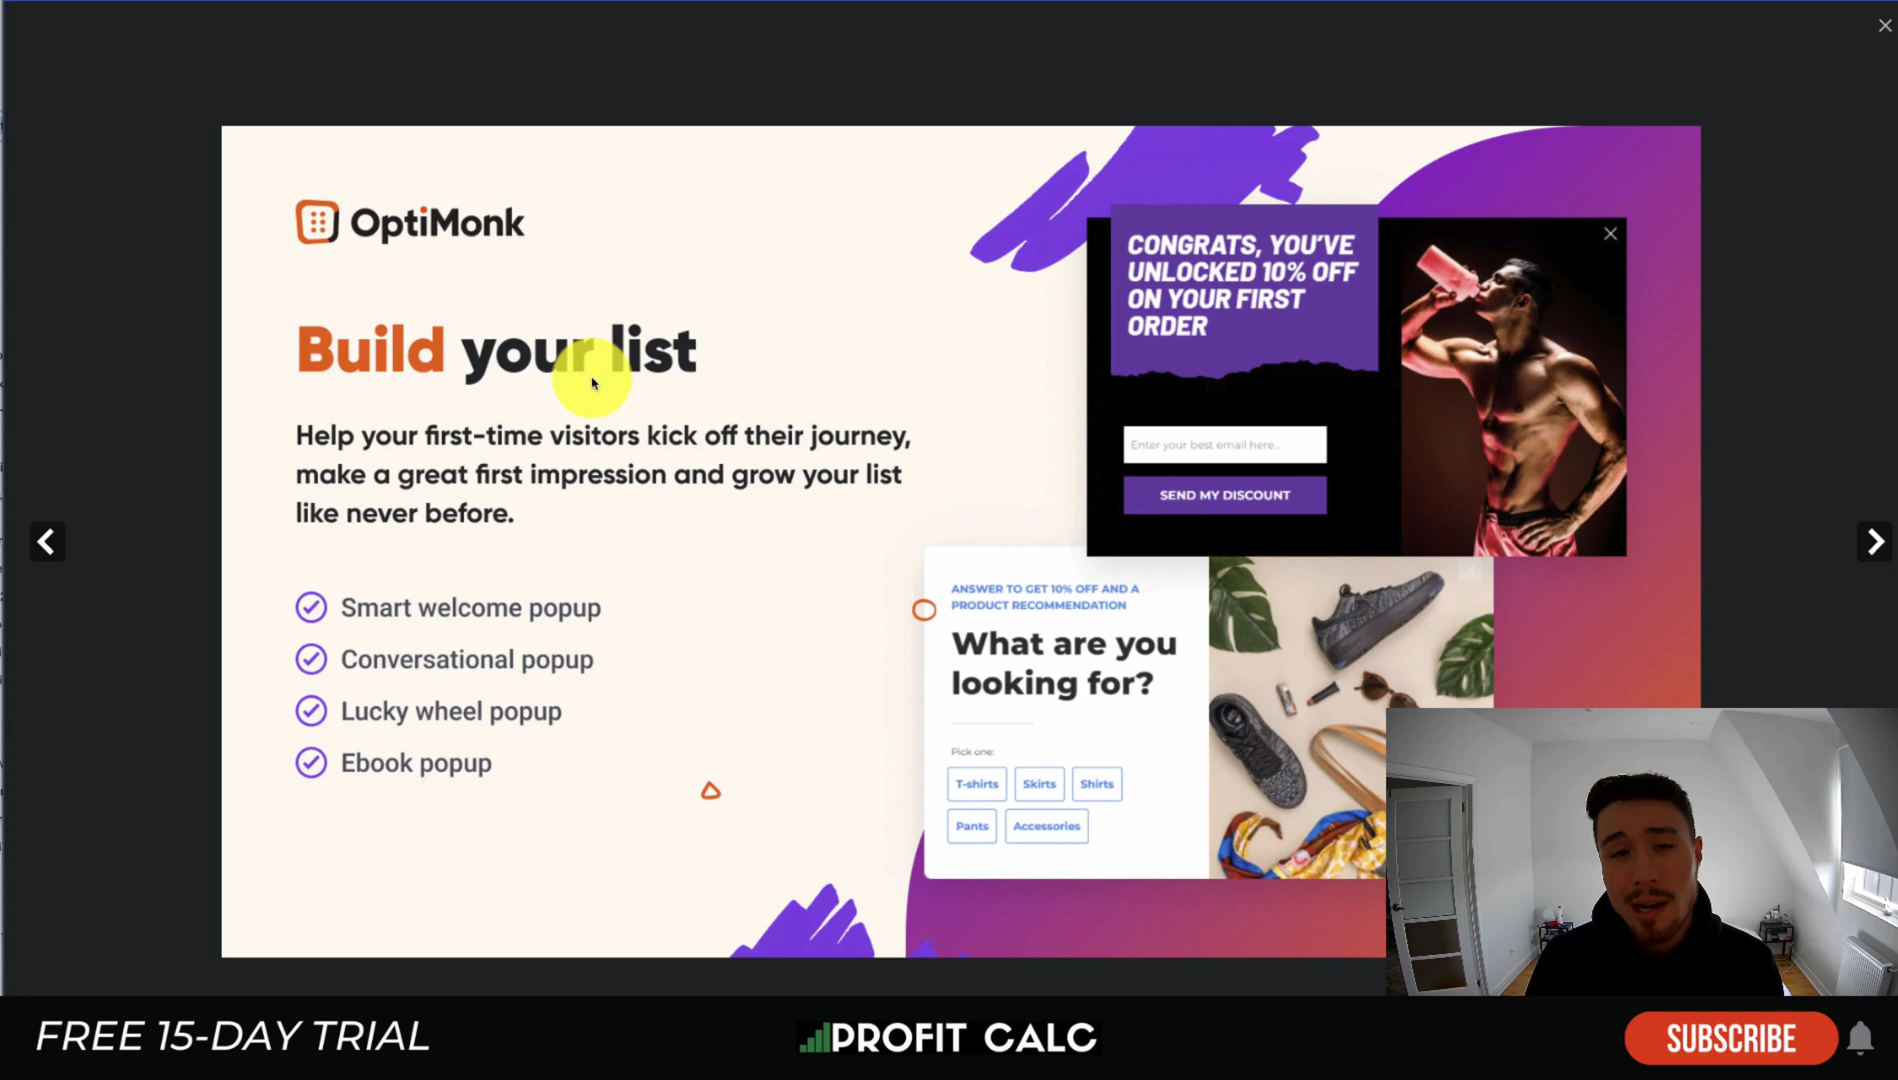 OptiMonk
Build your list
Help your first-time visitors kick off their journey,
make a great first impression and grow your list
like never before.
Smart welcome popup
Conversational popup
Lucky wheel popup
Ebook popup
CONGRATS, YOU'VE
UNLOCKED 10% OFF
ON YOUR FIRST
ORDER
Enter your best email here...
SEND MY DISCOUNT
ANSWER TO GET 10% OFF AND A
PRODUCT RECOMMENDATION
What are you
looking for?
Pick one:
T-shirts Skirts Shirts
Pants Accessories
FREE 15-DAY TRIAL
PROFIT CALC
SUBSCRIBE